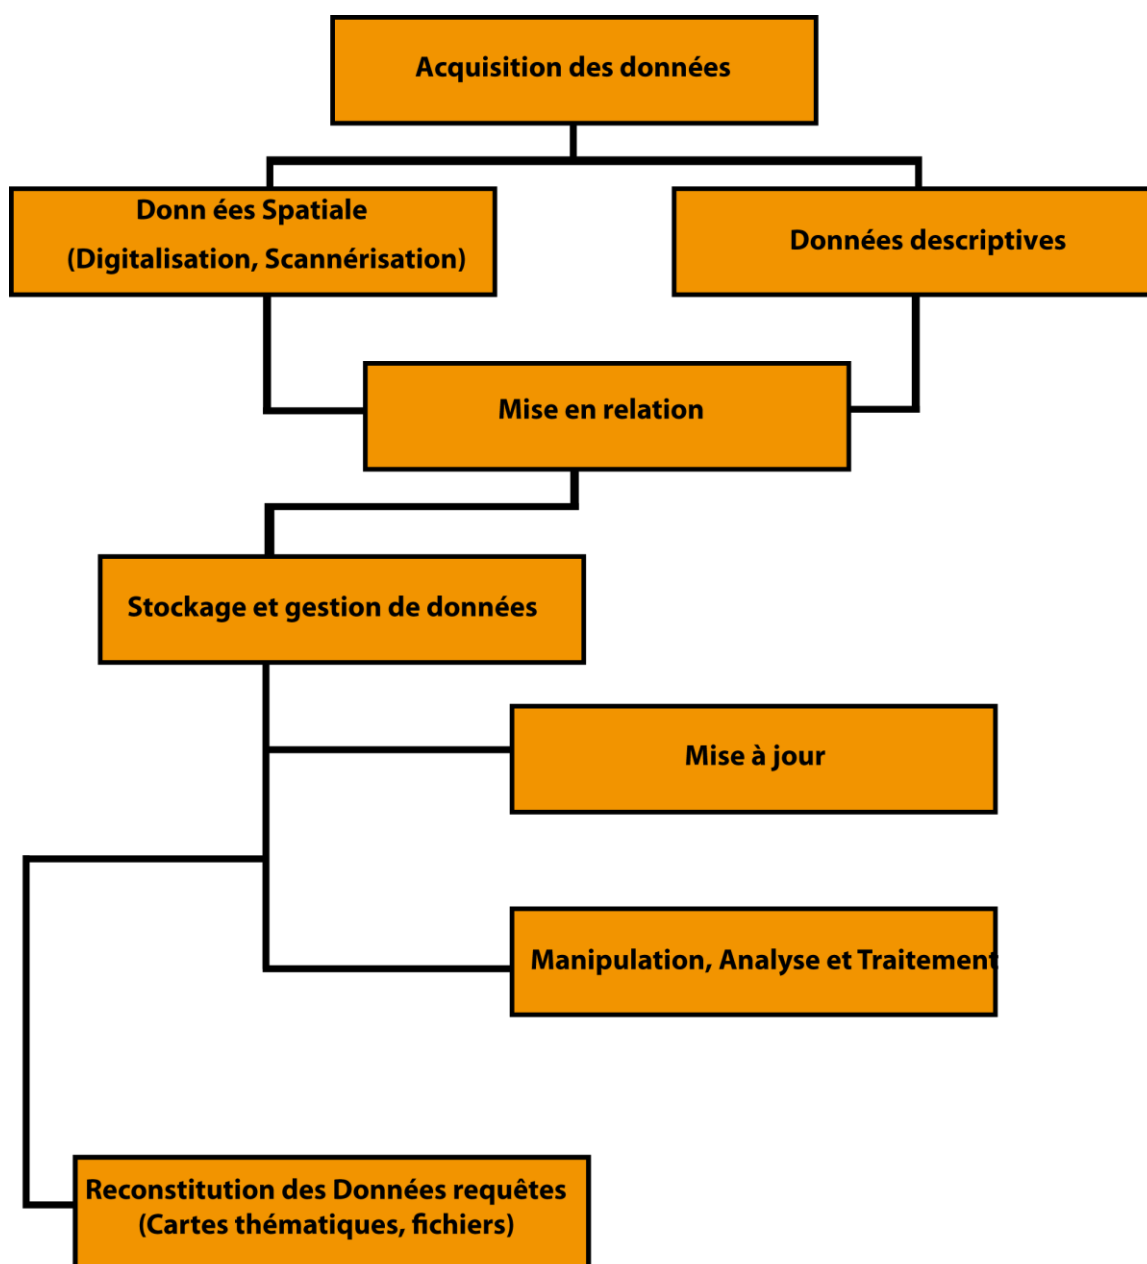 Acquisition des données
Donn ées Spatiale
(Digitalisation, Scannérisation)
Données descriptives
Mise en relation
Stockage et gestion de données
Mise à jour
Manipulation, Analyse et Traitement
Reconstitution des Données requêtes
(Cartes thématiques, fichiers)